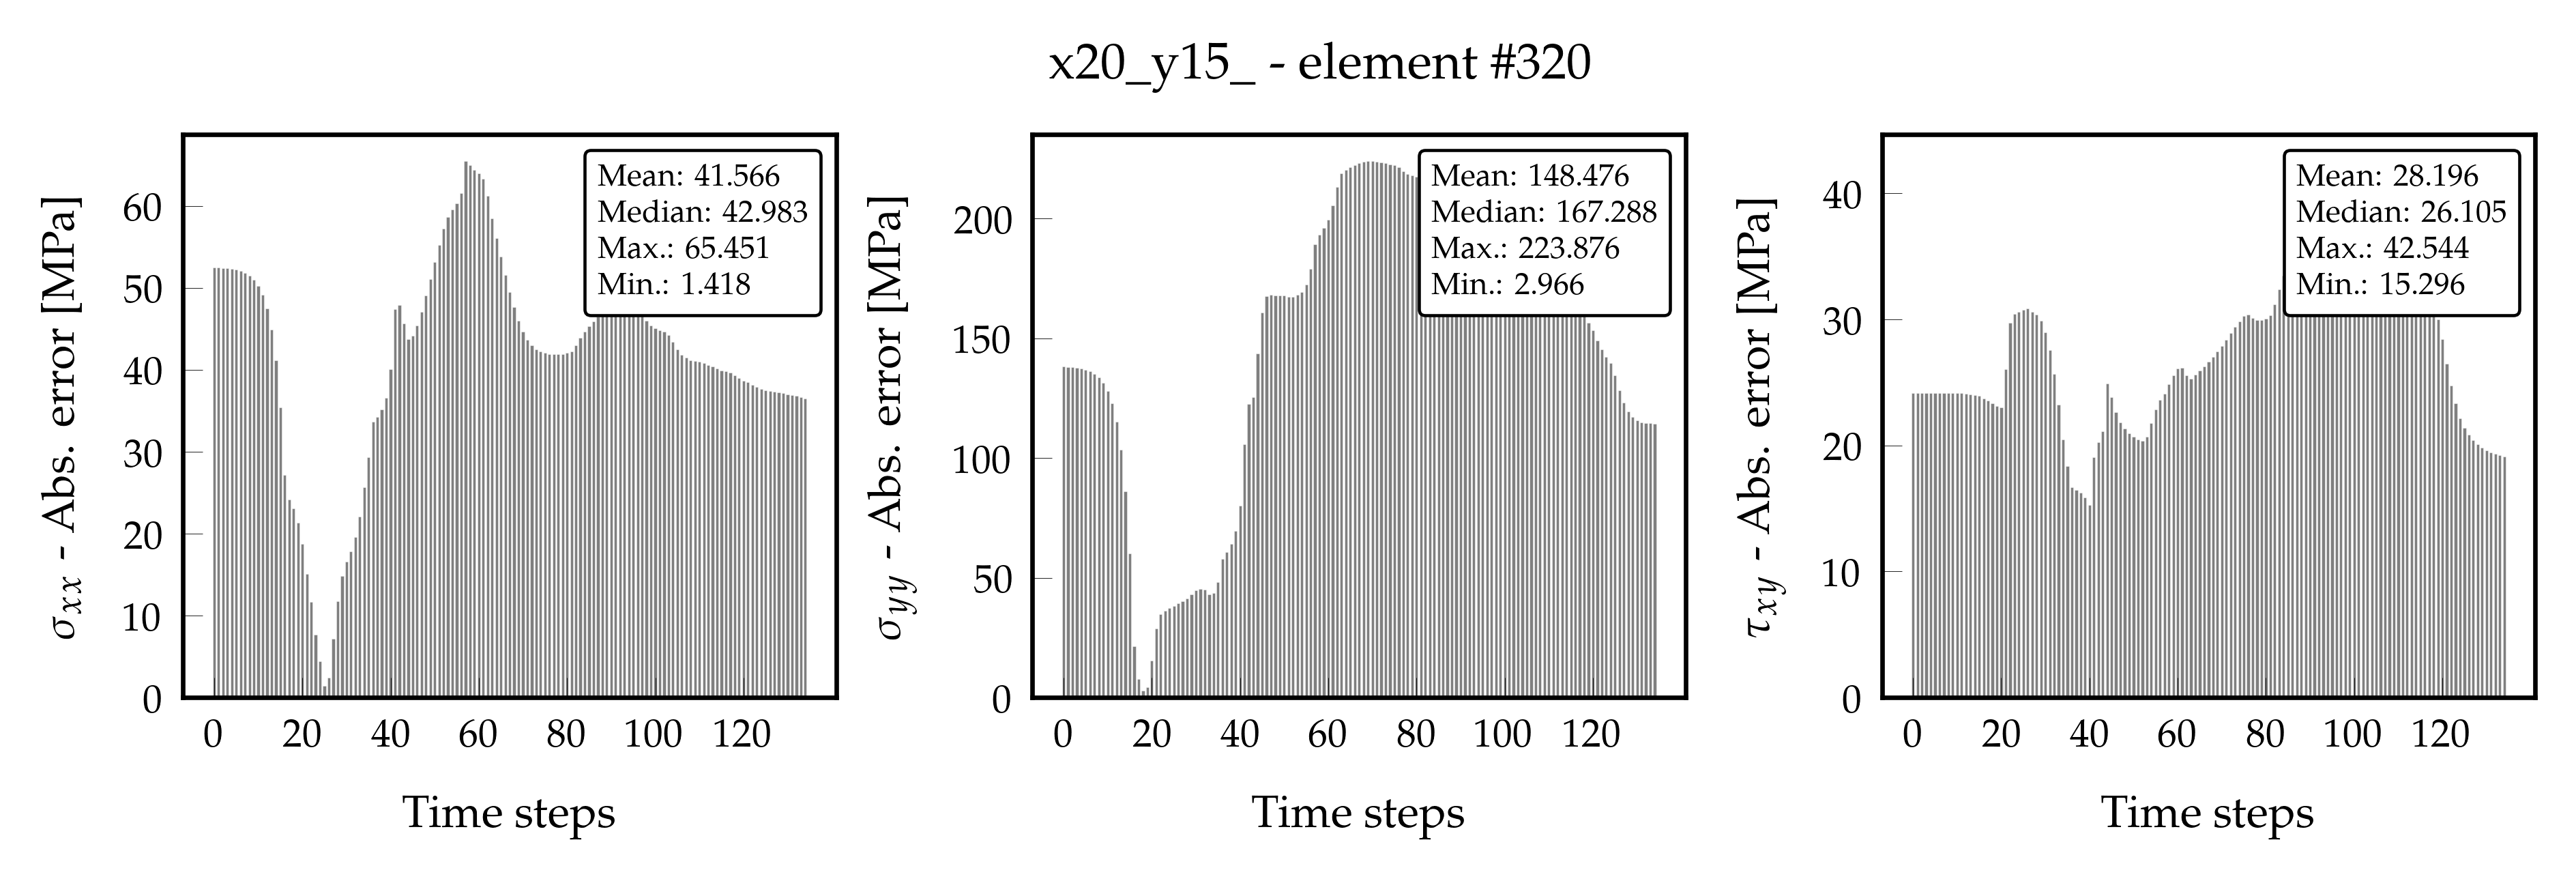 x20_y15_ - element #320
σxx - Abs. error [MPa]
60
50
40
30
20
10
0
0 20 40 60 80 100 120
Time steps
Mean: 41.566
Median: 42.983
Max.: 65.451
Min.: 1.418
σyy - Abs. error [MPa]
200
150
100
50
0
0 20 40 60 80 100 120
Time steps
Mean: 148.476
Median: 167.288
Max.: 223.876
Min.: 2.966
τxy - Abs. error [MPa]
40
30
20
10
0
0 20 40 60 80 100 120
Time steps
Mean: 28.196
Median: 26.105
Max.: 42.544
Min.: 15.296